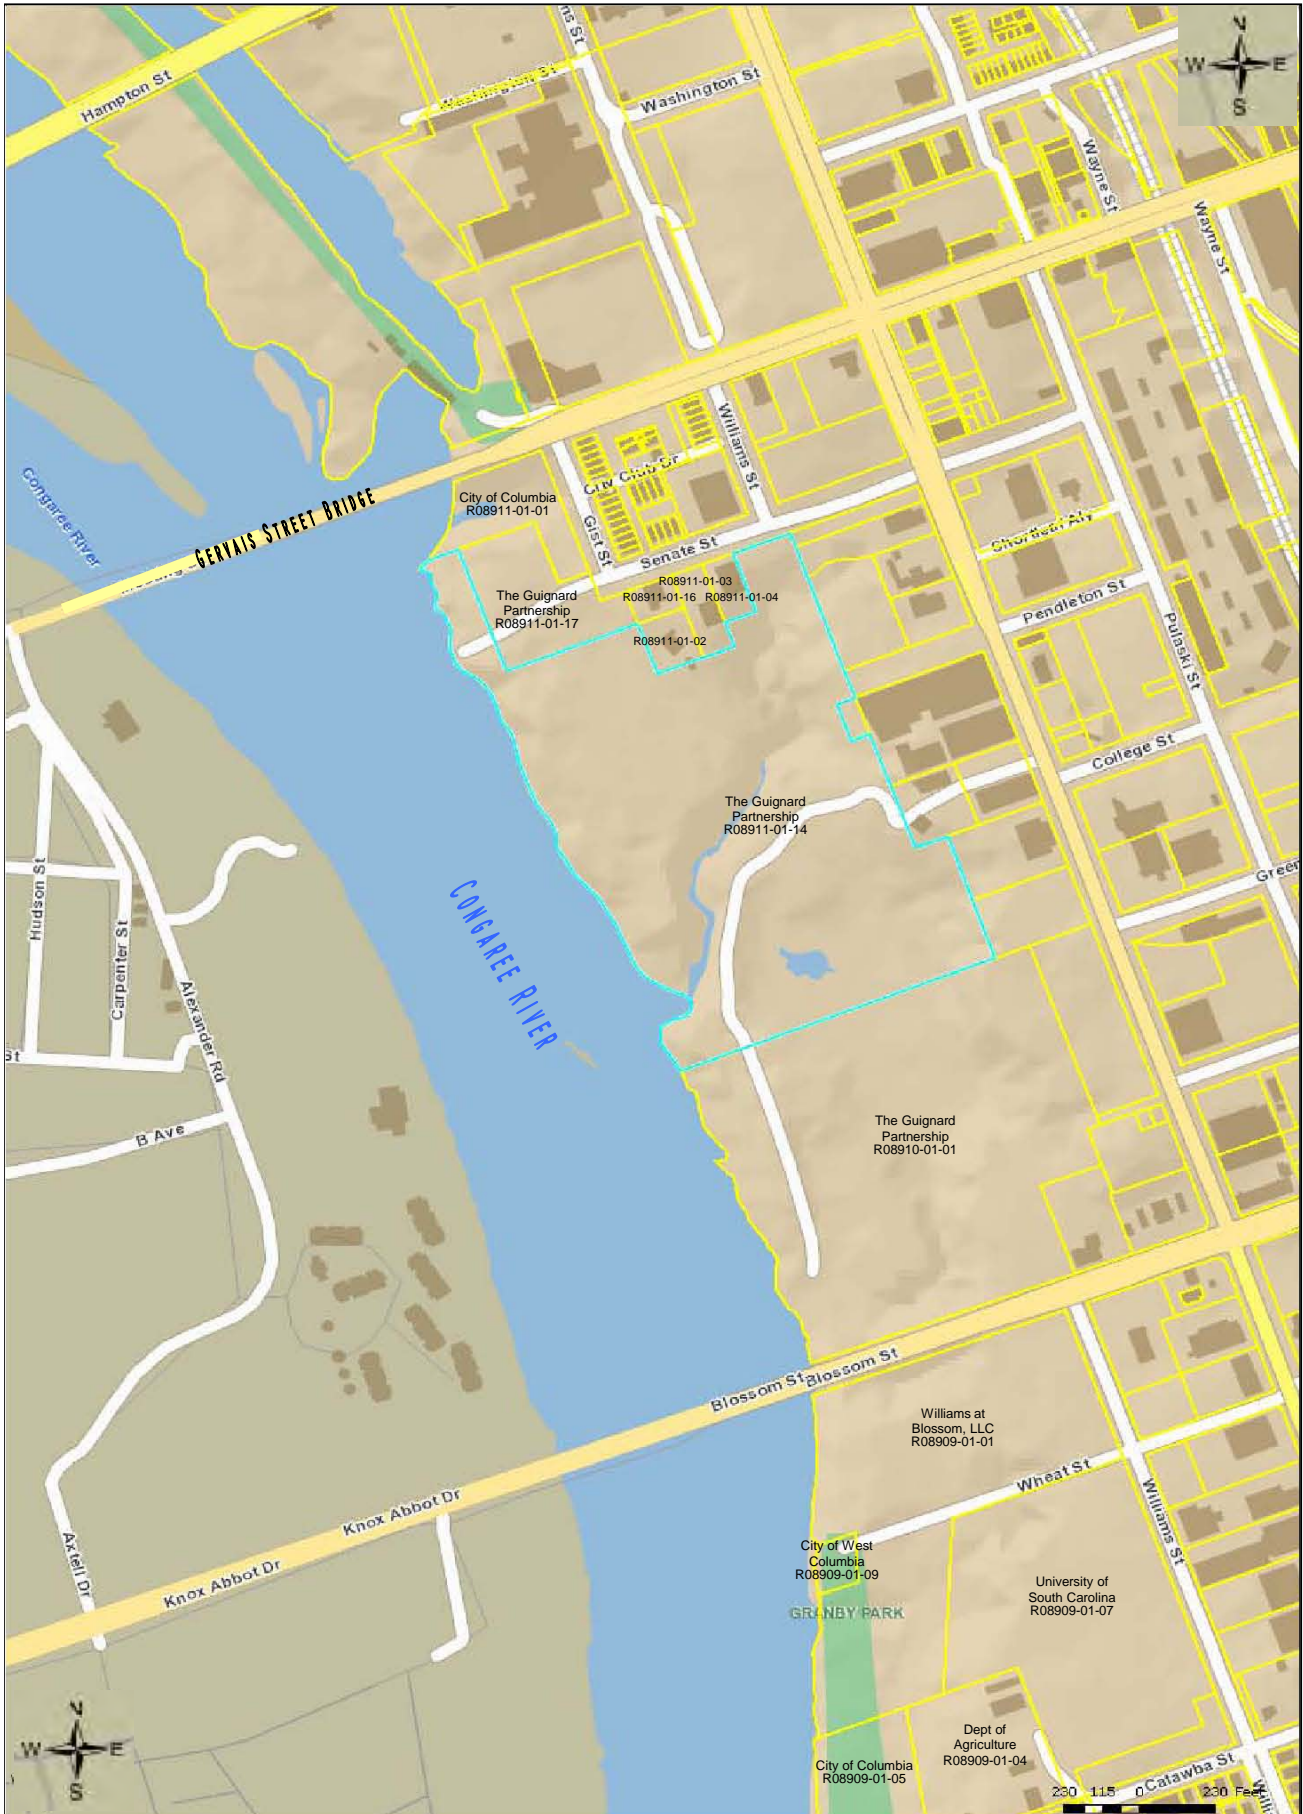 N
W E
S
ns St
Hampton St
Washington St
Washington St
Wayne St
Wayne St
Congaree River
GERVAIS STREET BRIDGE
City of Columbia
R08911-01-01
City Club Dr
Williams St
Gist St
Senate St
Shortleaf Aly
Pendleton St
Pulaski St
The Guignard
Partnership
R08911-01-17
R08911-01-03
R08911-01-16
R08911-01-04
R08911-01-02
College St
The Guignard
Partnership
R08911-01-14
Green
Hudson St
Carpenter St
Alexander Rd
CONGAREE RIVER
St
B Ave
The Guignard
Partnership
R08910-01-01
Blossom St
Blossom St
Williams at
Blossom, LLC
R08909-01-01
Wheat St
Williams St
Knox Abbot Dr
Knox Abbot Dr
Axtell Dr
City of West
Columbia
R08909-01-09
GRANBY PARK
University of
South Carolina
R08909-01-07
Dept of
Agriculture
R08909-01-04
City of Columbia
R08909-01-05
Catawba St
Willi
N
W E
S
230 115 0 230 Feet